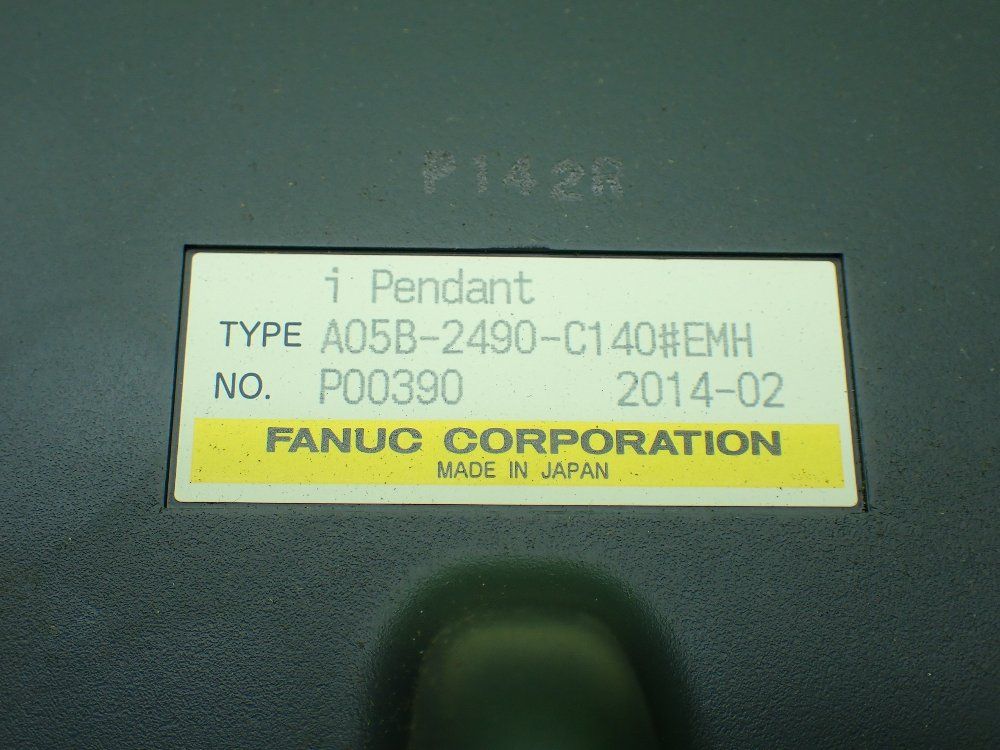 P142R
i Pendant
TYPE A05B-2490-C140#EMH
NO. P00390 2014-02
FANUC CORPORATION
MADE IN JAPAN